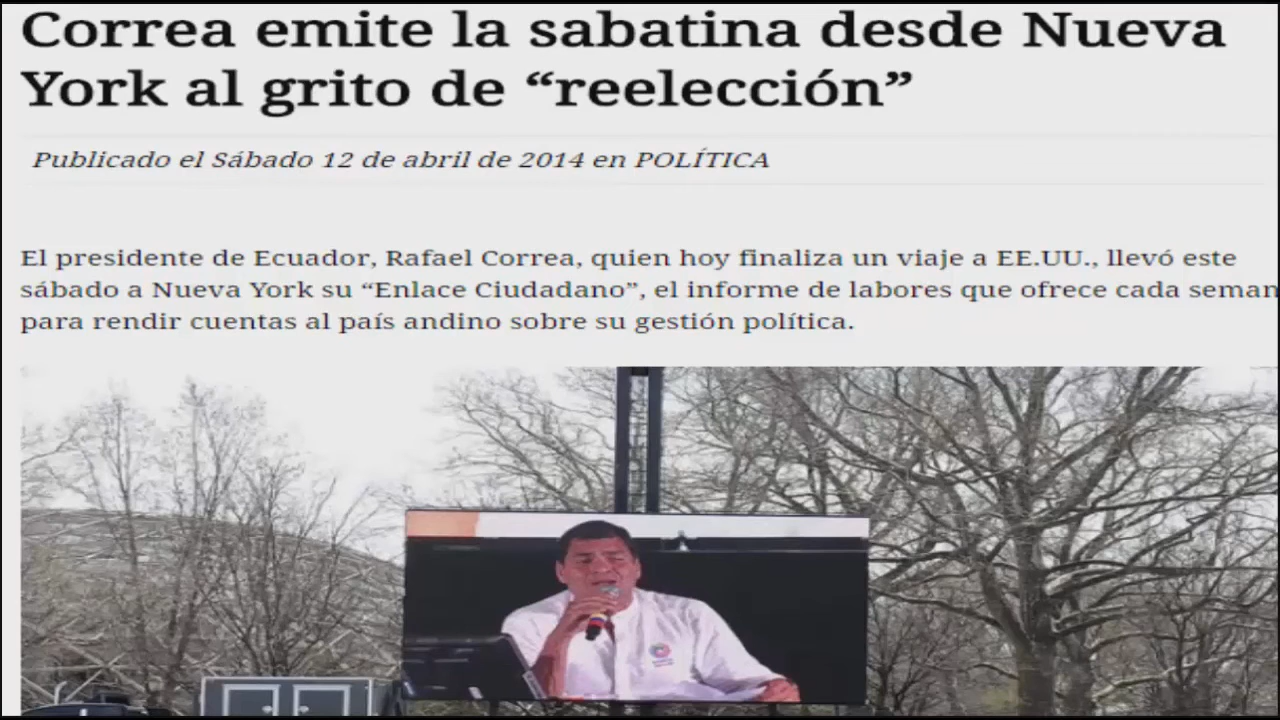 Correa emite la sabatina desde Nueva
York al grito de “reelección”
Publicado el Sábado 12 de abril de 2014 en POLÍTICA
El presidente de Ecuador, Rafael Correa, quien hoy finaliza un viaje a EE.UU., llevó este
sábado a Nueva York su “Enlace Ciudadano”, el informe de labores que ofrece cada seman
para rendir cuentas al país andino sobre su gestión política.